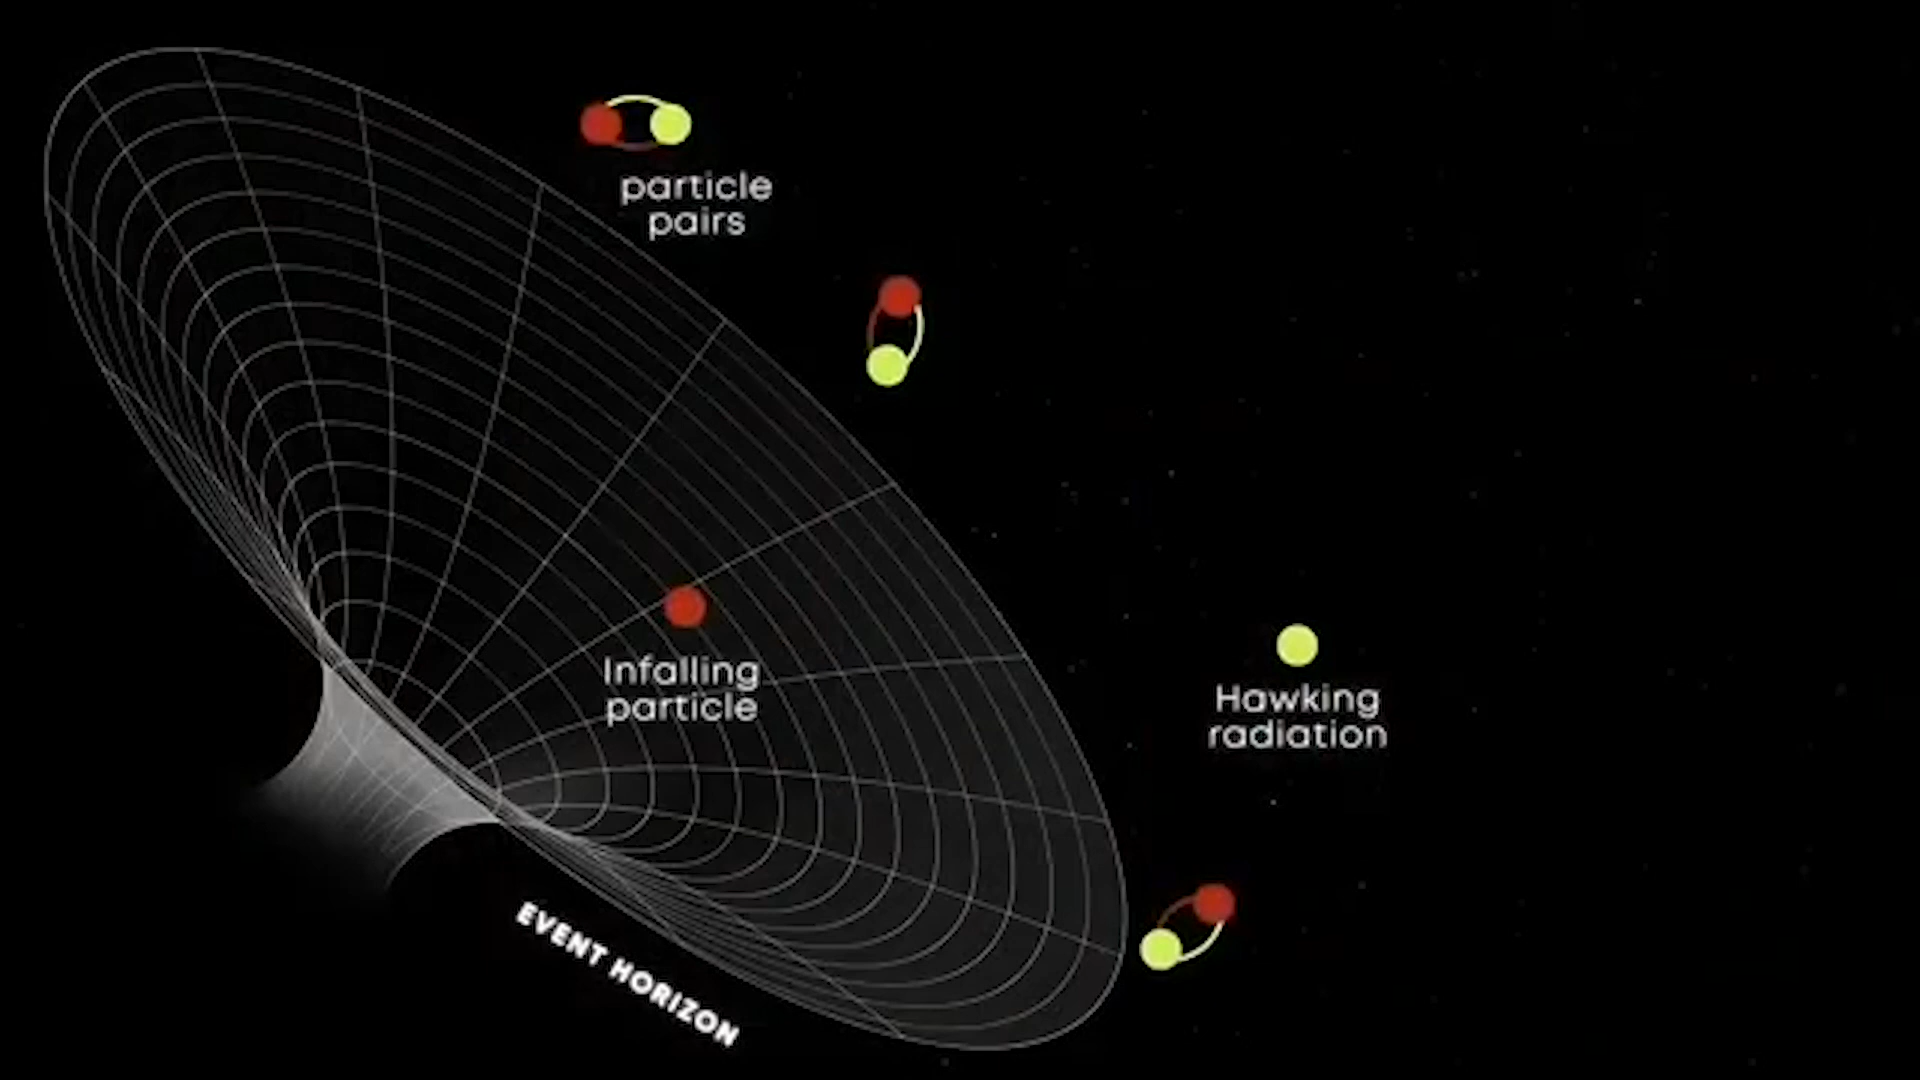 particle
pairs
Infalling
particle
Hawking
radiation
EVENT HORIZON